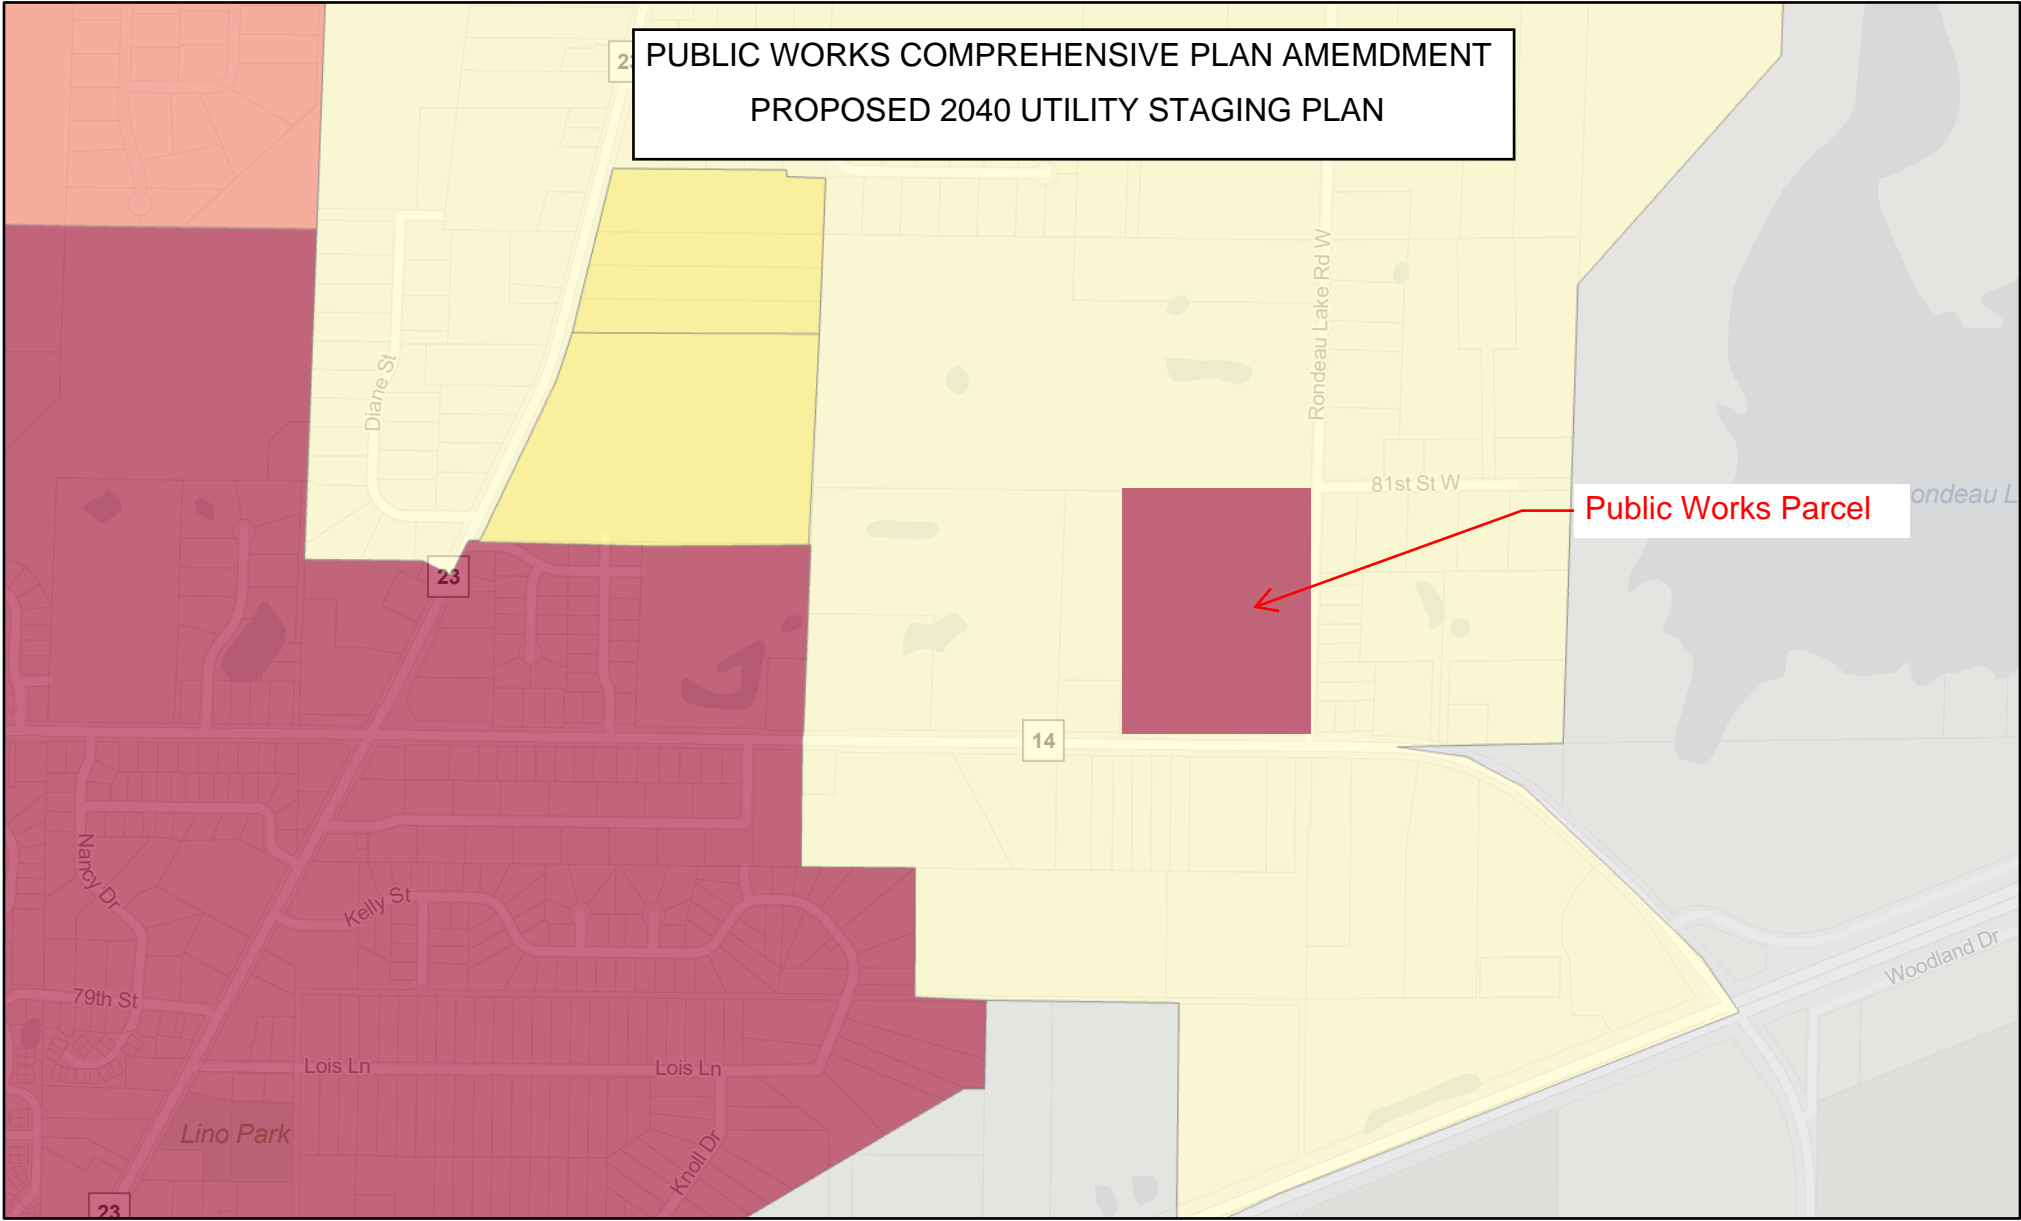 PUBLIC WORKS COMPREHENSIVE PLAN AMEMDMENT
PROPOSED 2040 UTILITY STAGING PLAN
Rondeau Lake Rd W
Diane St
81st St W
Public Works Parcel
23
14
Nancy Dr
Kelly St
Woodland Dr
79th St
Lois Ln
Lois Ln
Lino Park
Knoll Dr
23